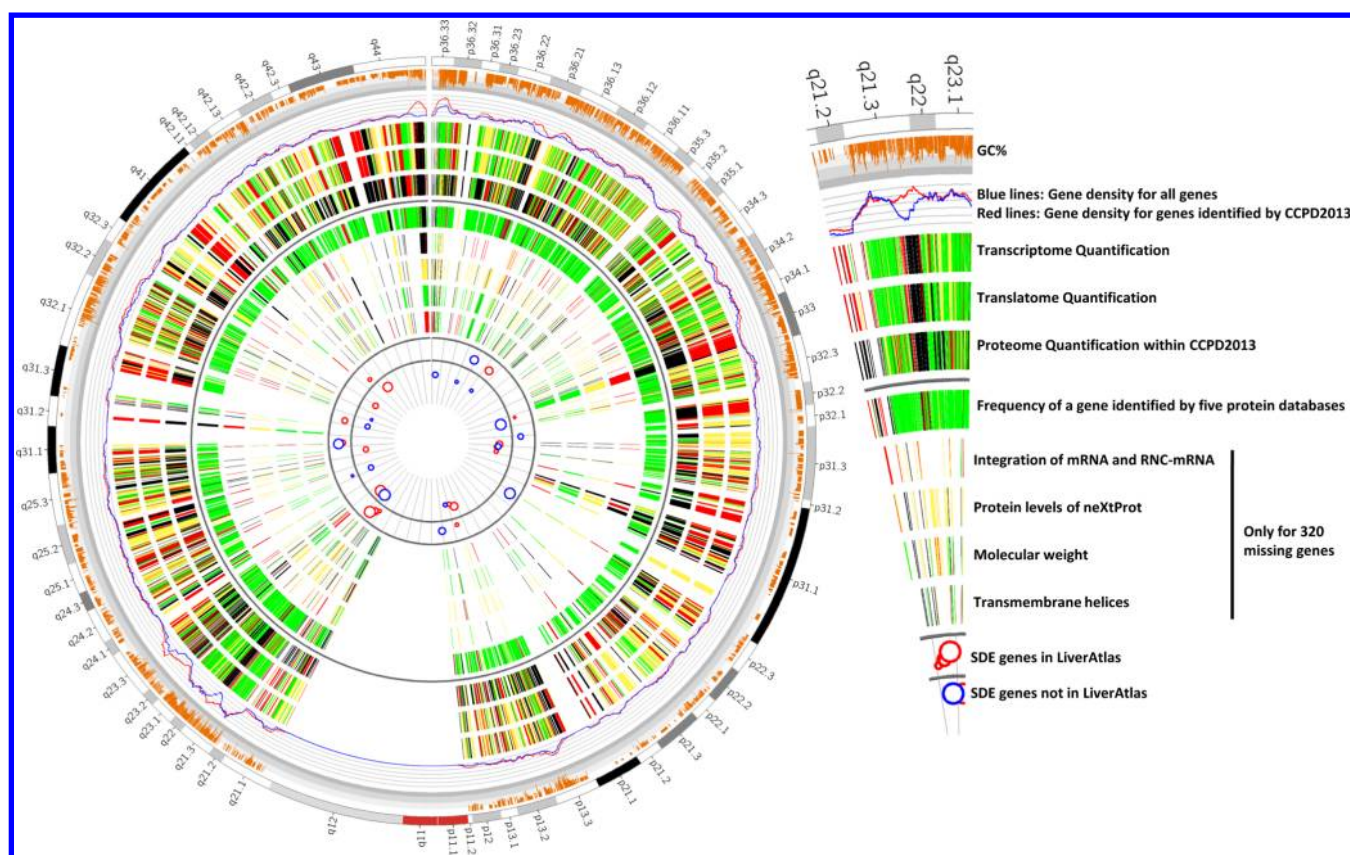 q44
q43
q42.3
q42.2
q42.13
q42.12
q42.11
q41
q32.3
q32.2
q32.1
q31.3
q31.2
q31.1
q25.3
q25.2
q25.1
q24.3
q24.2
q24.1
q23.3
q23.2
q23.1
q22
q21.3
q21.2
q21.1
q12
q11
p11.1
p11.2
p12
p13.1
p13.2
p13.3
p21.1
p21.2
p21.3
p22.1
p22.2
p22.3
p31.1
p31.2
p31.3
p32.1
p32.2
p32.3
p33
p34.1
p34.2
p34.3
p35.1
p35.2
p35.3
p36.11
p36.12
p36.13
p36.21
p36.22
p36.23
p36.31
p36.32
p36.33
q21.2
q21.3
q22
q23.1
GC%
Blue lines: Gene density for all genes
Red lines: Gene density for genes identified by CCPD2013
Transcriptome Quantification
Translatome Quantification
Proteome Quantification within CCPD2013
Frequency of a gene identified by five protein databases
Integration of mRNA and RNC-mRNA
Protein levels of neXtProt
Only for 320
missing genes
Molecular weight
Transmembrane helices
SDE genes in LiverAtlas
SDE genes not in LiverAtlas